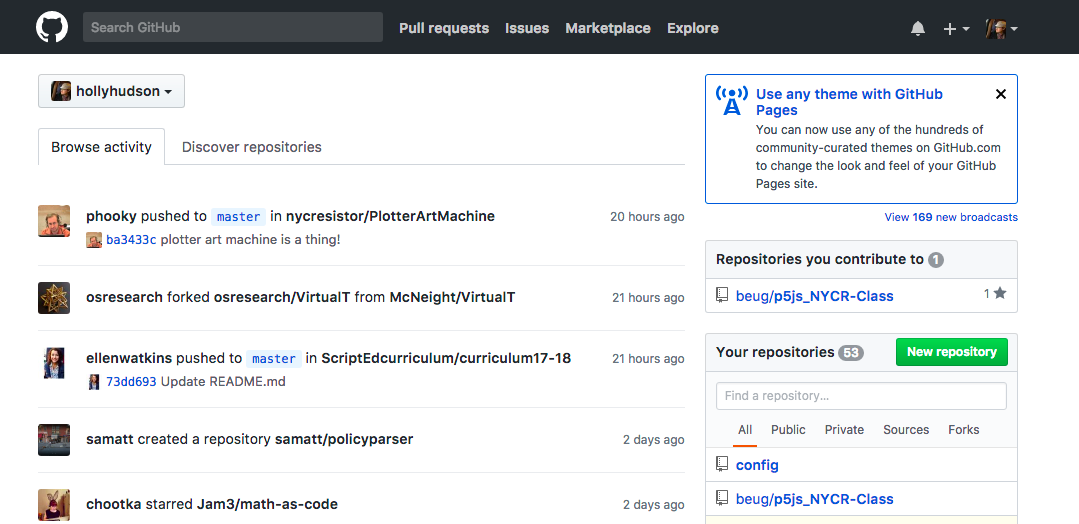 Search GitHub Pull requests Issues Marketplace Explore
hollyhudson
Browse activity Discover repositories
phooky pushed to master in nycresistor/PlotterArtMachine 20 hours ago
ba3433c plotter art machine is a thing!
osresearch forked osresearch/VirtualT from McNeight/VirtualT 21 hours ago
ellenwatkins pushed to master in ScriptEdcurriculum/curriculum17-18 21 hours ago
73dd693 Update README.md
samatt created a repository samatt/policyparser 2 days ago
chootka starred Jam3/math-as-code 2 days ago
Use any theme with GitHub
Pages
You can now use any of the hundreds of
community-curated themes on GitHub.com
to change the look and feel of your GitHub
Pages site.
View 169 new broadcasts
Repositories you contribute to 1
beug/p5js_NYCR-Class 1
Your repositories 53 New repository
Find a repository...
All Public Private Sources Forks
config
beug/p5js_NYCR-Class